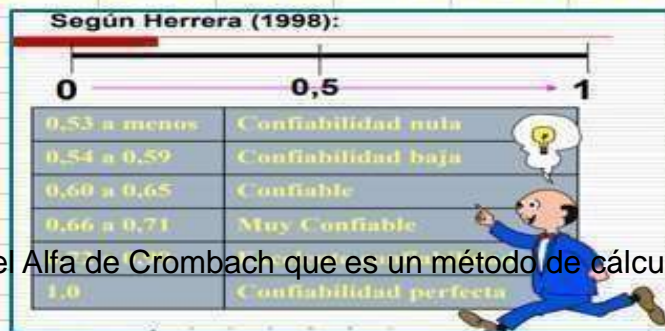 Según Herrera (1998):
0 0,5 1
0,53 a menos Confiabilidad nula
0,54 a 0,59 Confiabilidad baja
0,60 a 0,65 Confiable
0,66 a 0,71 Muy Confiable
el Alfa de Crombach que es un método de cálcu
1,0 Confiabilidad perfecta